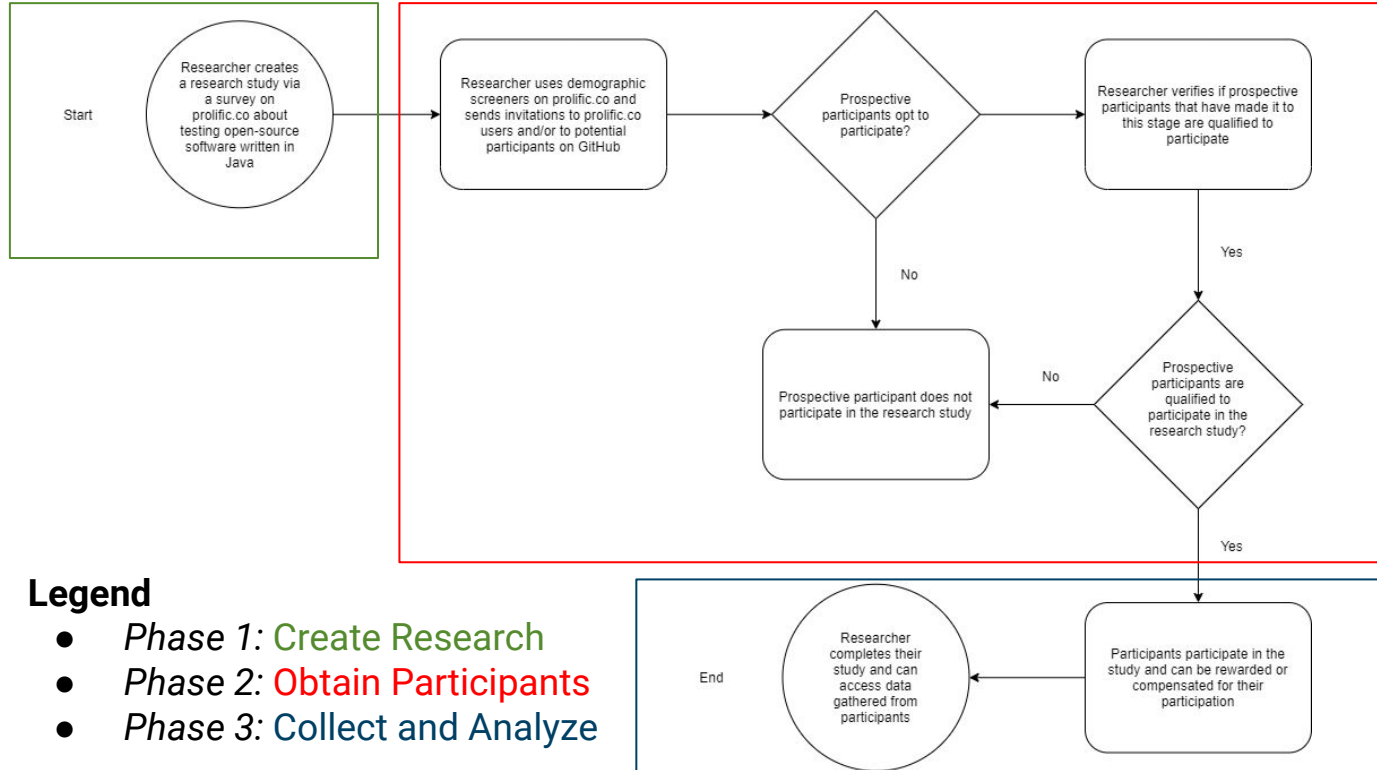 Start
Researcher creates
a research study via
a survey on
prolific.co about
testing open-source
software written in
Java
Researcher uses demographic
screeners on prolific.co and
sends invitations to prolific.co
users and/or to potential
participants on GitHub
Prospective
participants opt to
participate?
Researcher verifies if prospective
participants that have made it to
this stage are qualified to
participate
No
Yes
Prospective participant does not
participate in the research study
No
Prospective
participants are
qualified to
participate in the
research study?
Yes
Legend
● Phase 1: Create Research
● Phase 2: Obtain Participants
● Phase 3: Collect and Analyze
End
Researcher
completes their
study and can
access data
gathered from
participants
Participants participate in the
study and can be rewarded or
compensated for their
participation